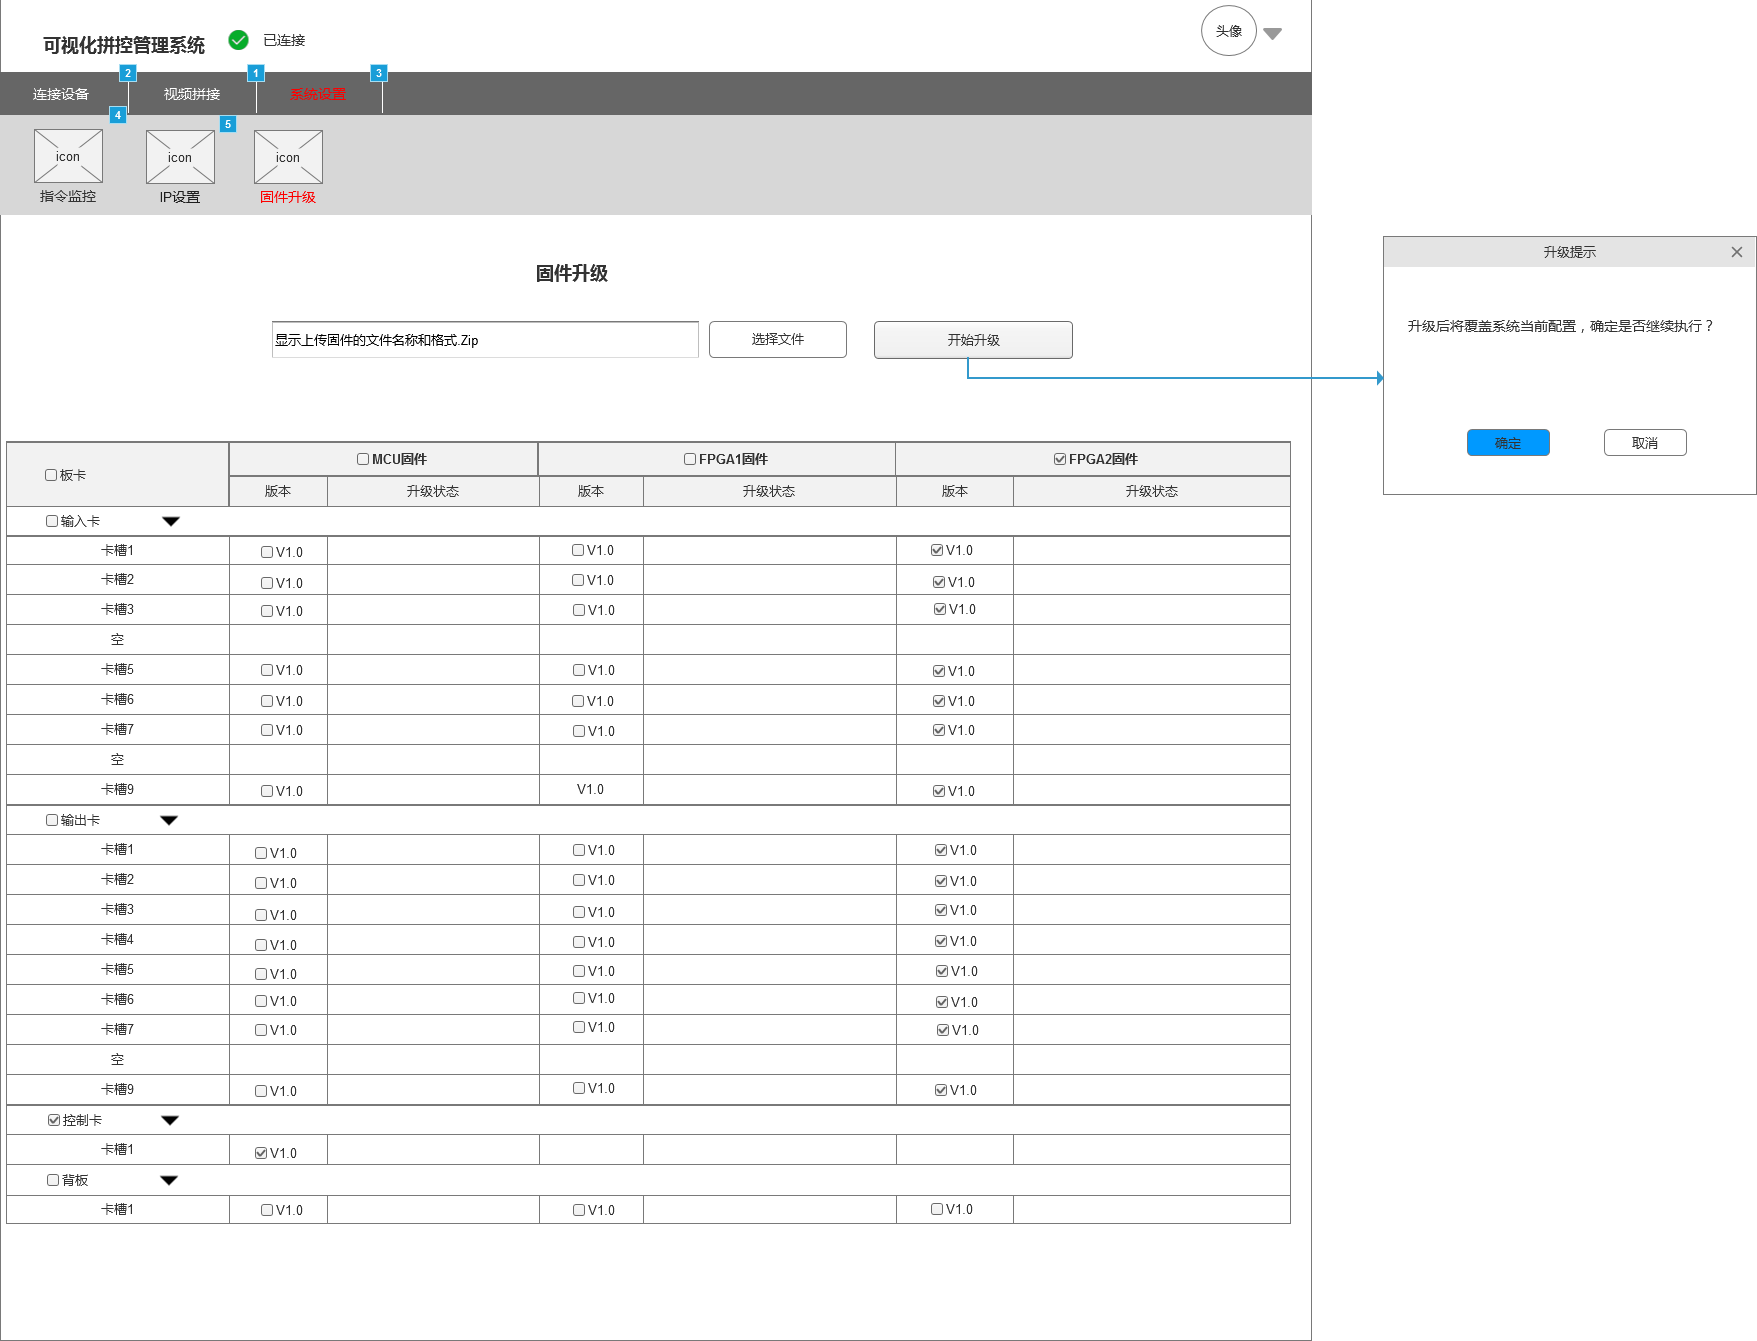 可视化拼控管理系统
已连接
头像
2
1
3
连接设备
视频拼接
系统设置
4
5
icon
icon
icon
指令监控
IP设置
固件升级
固件升级
显示上传固件的文件名称和格式.Zip
选择文件
开始升级
升级提示
升级后将覆盖系统当前配置，确定是否继续执行？
确定
取消
板卡 MCU固件 FPGA1固件 FPGA2固件
版本 升级状态 版本 升级状态 版本 升级状态
输入卡
卡槽1 V1.0 V1.0 V1.0
卡槽2 V1.0 V1.0 V1.0
卡槽3 V1.0 V1.0 V1.0
空
卡槽5 V1.0 V1.0 V1.0
卡槽6 V1.0 V1.0 V1.0
卡槽7 V1.0 V1.0 V1.0
空
卡槽9 V1.0 V1.0 V1.0
输出卡
卡槽1 V1.0 V1.0 V1.0
卡槽2 V1.0 V1.0 V1.0
卡槽3 V1.0 V1.0 V1.0
卡槽4 V1.0 V1.0 V1.0
卡槽5 V1.0 V1.0 V1.0
卡槽6 V1.0 V1.0 V1.0
卡槽7 V1.0 V1.0 V1.0
空
卡槽9 V1.0 V1.0 V1.0
控制卡
卡槽1 V1.0
背板
卡槽1 V1.0 V1.0 V1.0